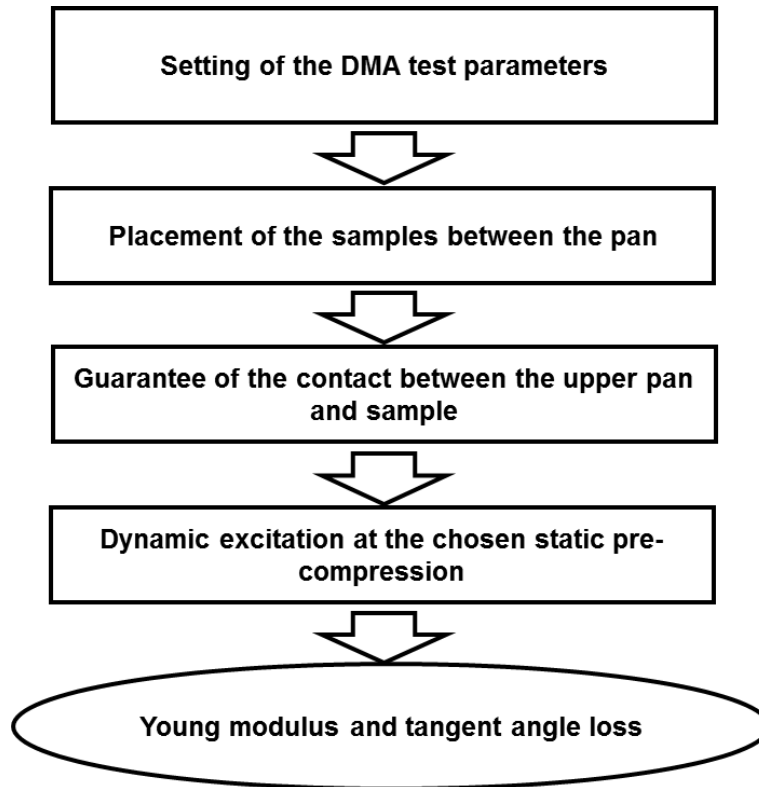 Setting of the DMA test parameters
Placement of the samples between the pan
Guarantee of the contact between the upper pan
and sample
Dynamic excitation at the chosen static pre-
compression
Young modulus and tangent angle loss